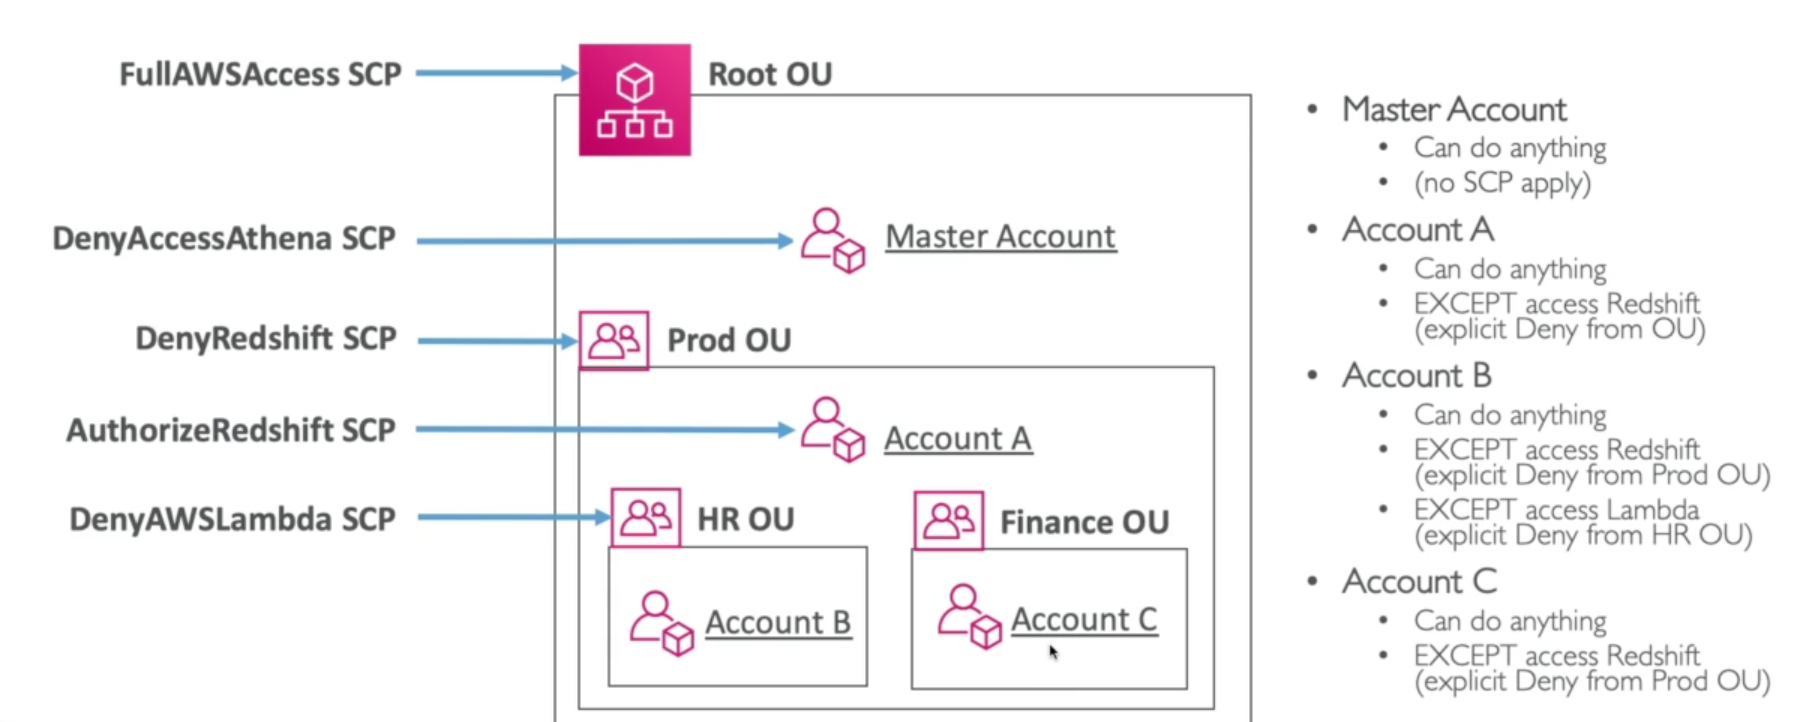 FullAWSAccess SCP
Root OU
DenyAccessAthena SCP
Master Account
DenyRedshift SCP
Prod OU
AuthorizeRedshift SCP
Account A
DenyAWSLambda SCP
HR OU
Finance OU
Account B
Account C
• Master Account
• Can do anything
• (no SCP apply)
• Account A
• Can do anything
• EXCEPT access Redshift
(explicit Deny from OU)
• Account B
• Can do anything
• EXCEPT access Redshift
(explicit Deny from Prod OU)
• EXCEPT access Lambda
(explicit Deny from HR OU)
• Account C
• Can do anything
• EXCEPT access Redshift
(explicit Deny from Prod OU)